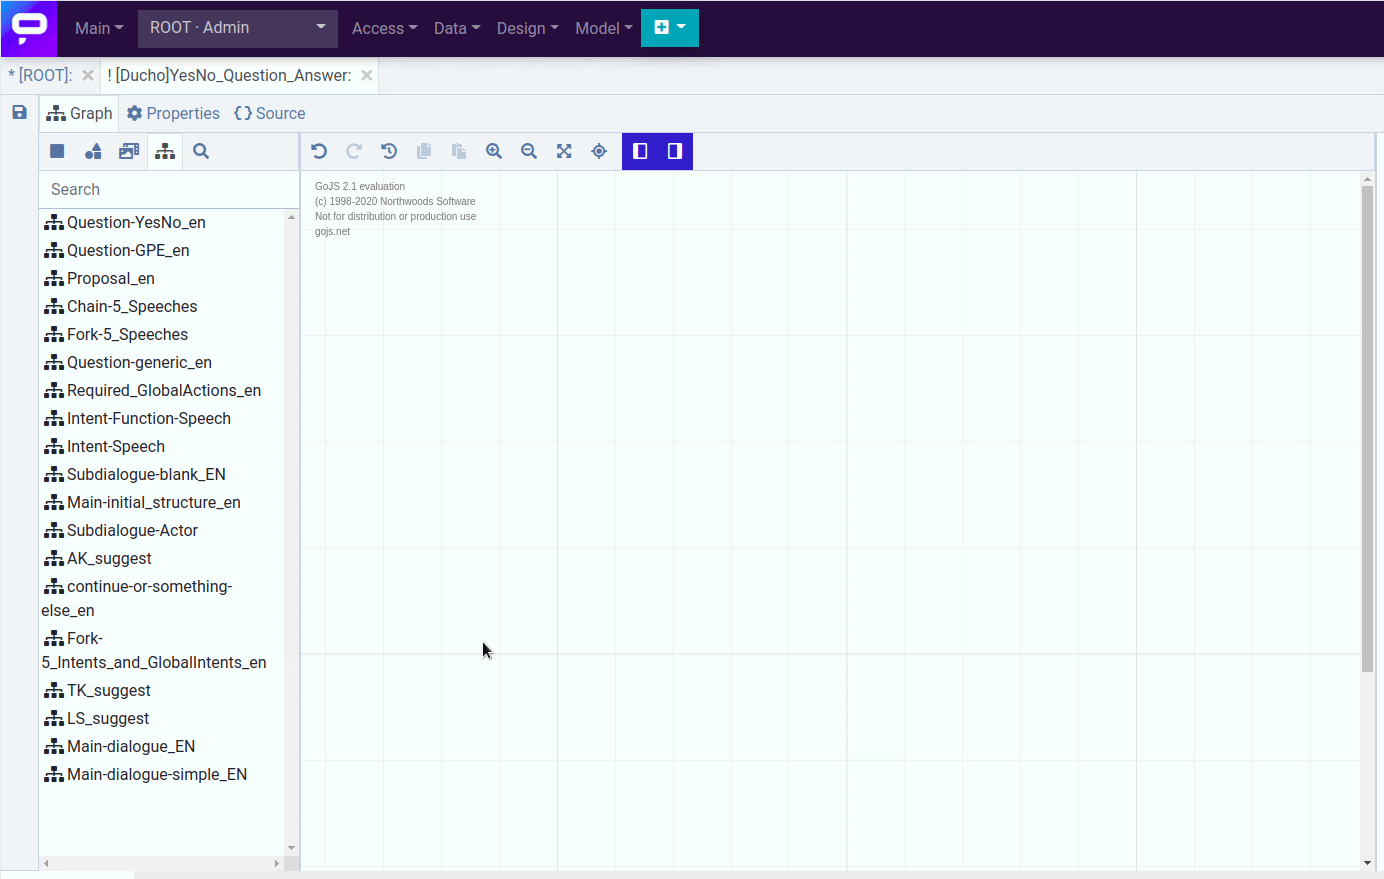 Main
ROOT · Admin
Access
Data
Design
Model
* [ROOT]:
! [Ducho]YesNo_Question_Answer:
Graph
Properties
Source
Search
Question-YesNo_en
Question-GPE_en
Proposal_en
Chain-5_Speeches
Fork-5_Speeches
Question-generic_en
Required_GlobalActions_en
Intent-Function-Speech
Intent-Speech
Subdialogue-blank_EN
Main-initial_structure_en
Subdialogue-Actor
AK_suggest
continue-or-something-
else_en
Fork-
5_Intents_and_GlobalIntents_en
TK_suggest
LS_suggest
Main-dialogue_EN
Main-dialogue-simple_EN
GoJS 2.1 evaluation
(c) 1998-2020 Northwoods Software
Not for distribution or production use
gojs.net